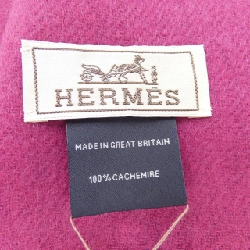 HERMÈS
MADE IN GREAT BRITAIN
100% CACHEMIRE